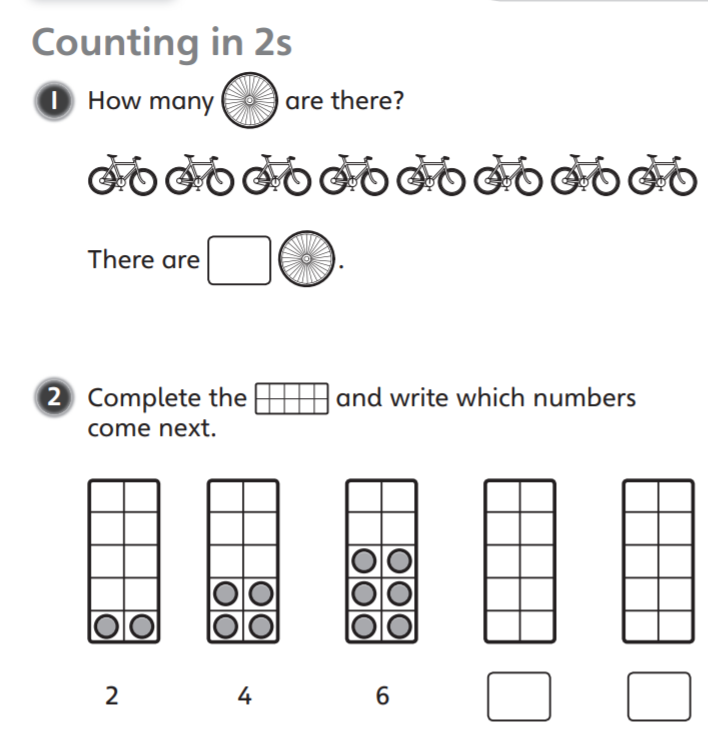 Counting in 2s
1 How many are there?
There are .
2 Complete the and write which numbers
come next.
2 4 6